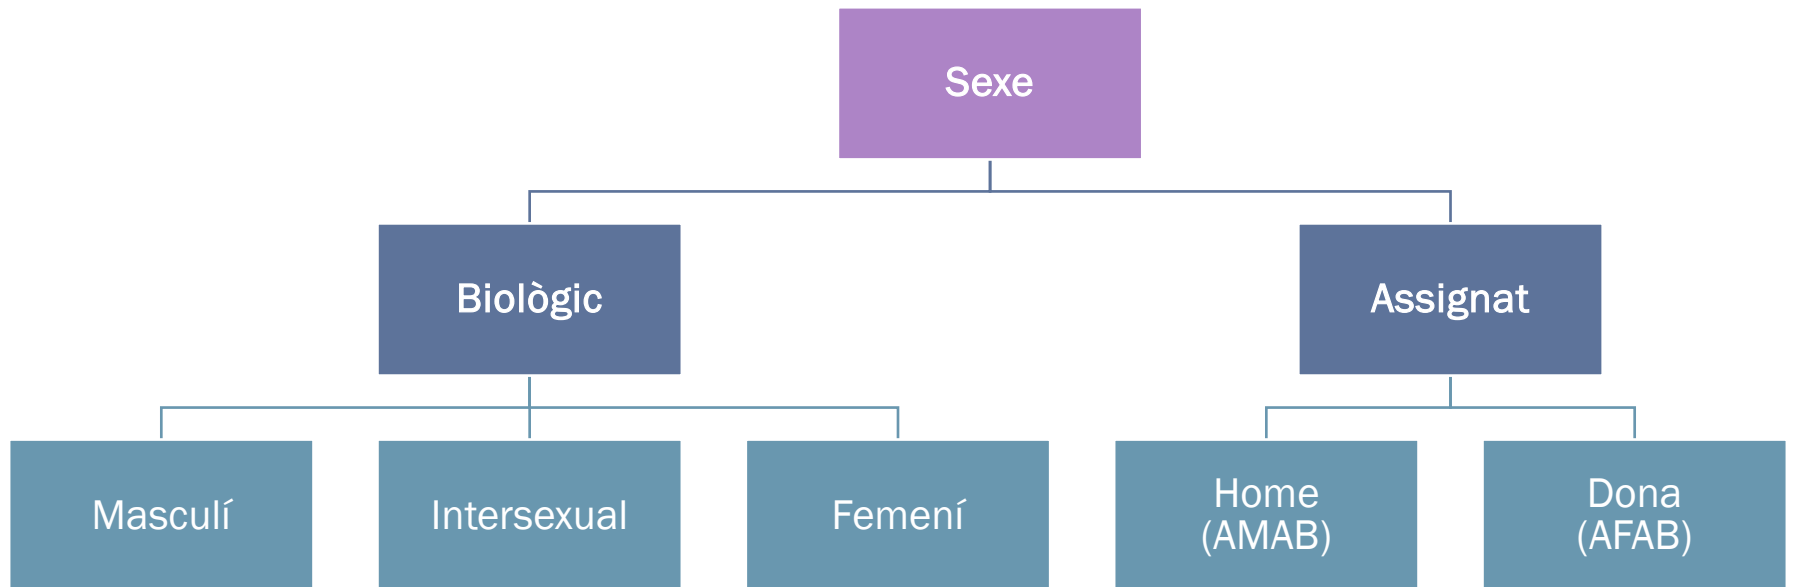 Sexe
Biològic
Assignat
Masculí
Intersexual
Femení
Home
(AMAB)
Dona
(AFAB)